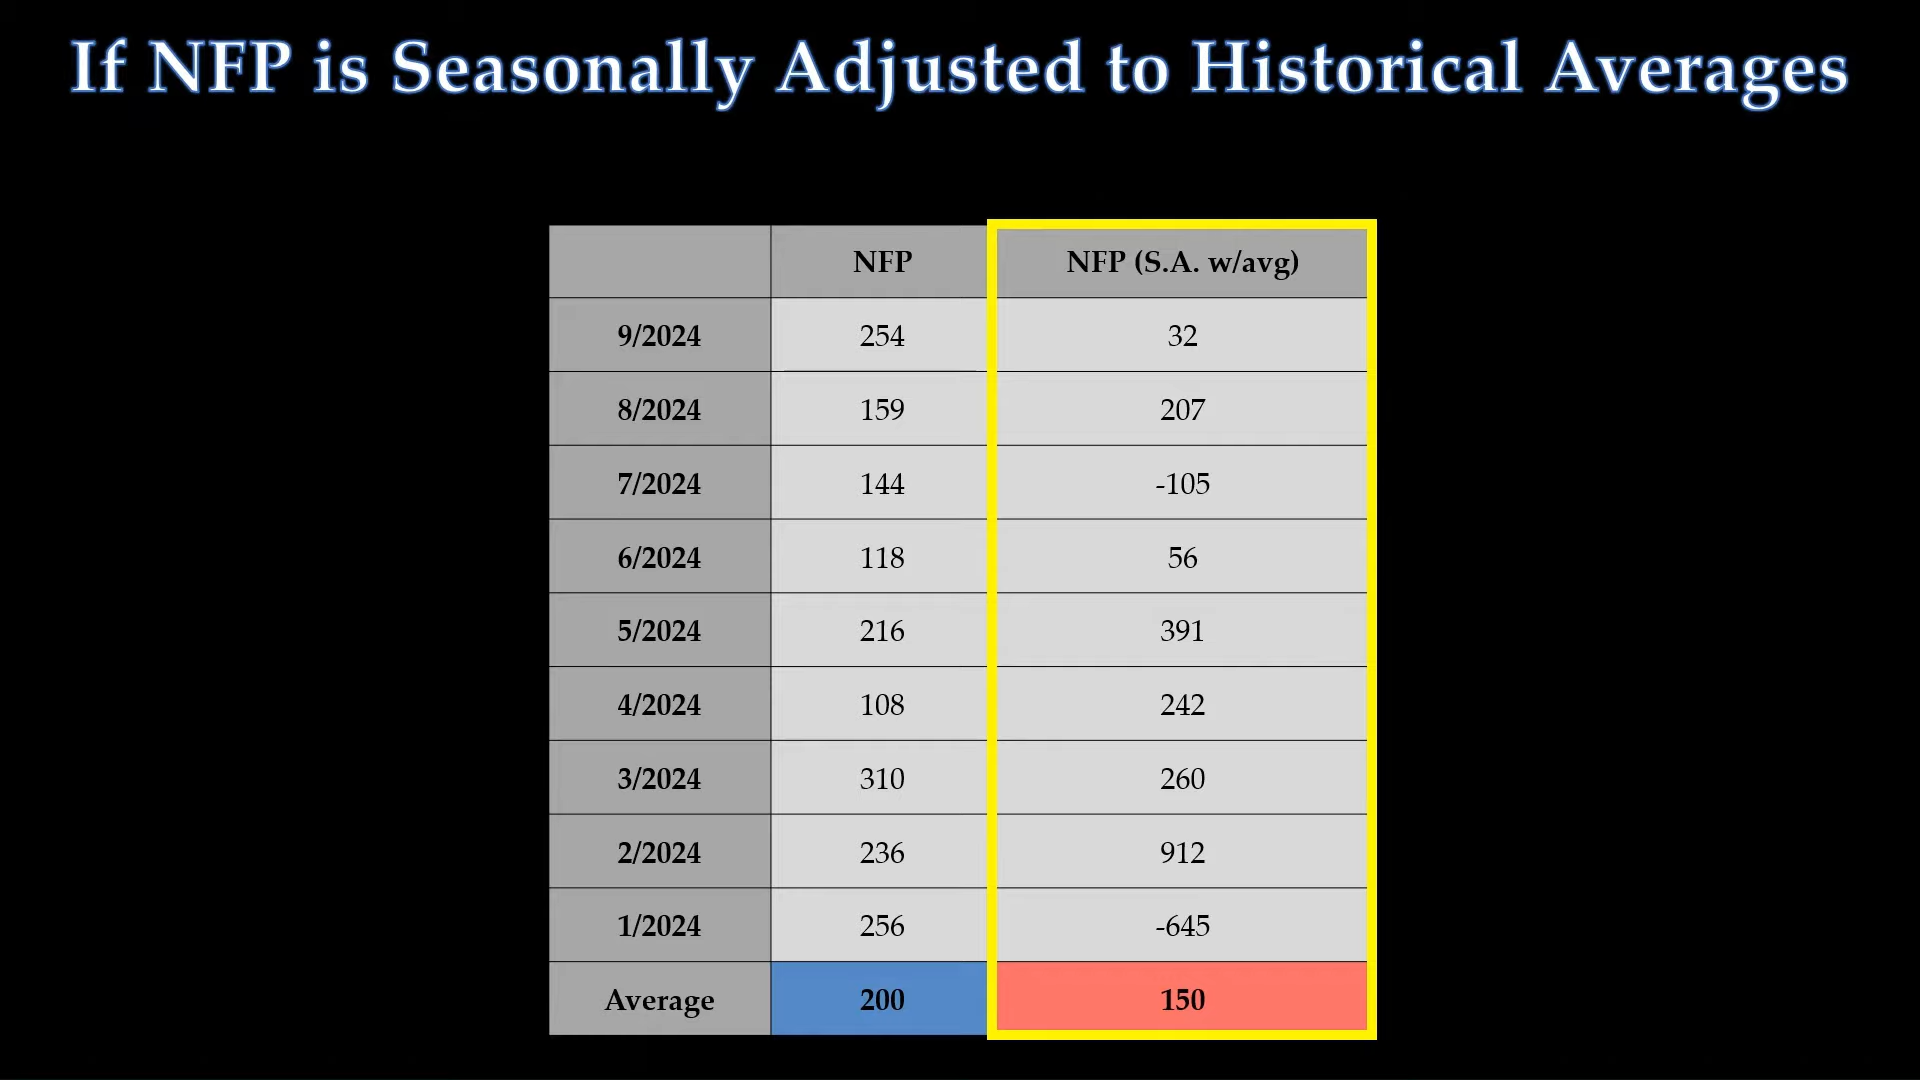 If NFP is Seasonally Adjusted to Historical Averages
NFP NFP (S.A. w/avg)
9/2024 254 32
8/2024 159 207
7/2024 144 -105
6/2024 118 56
5/2024 216 391
4/2024 108 242
3/2024 310 260
2/2024 236 912
1/2024 256 -645
Average 200 150